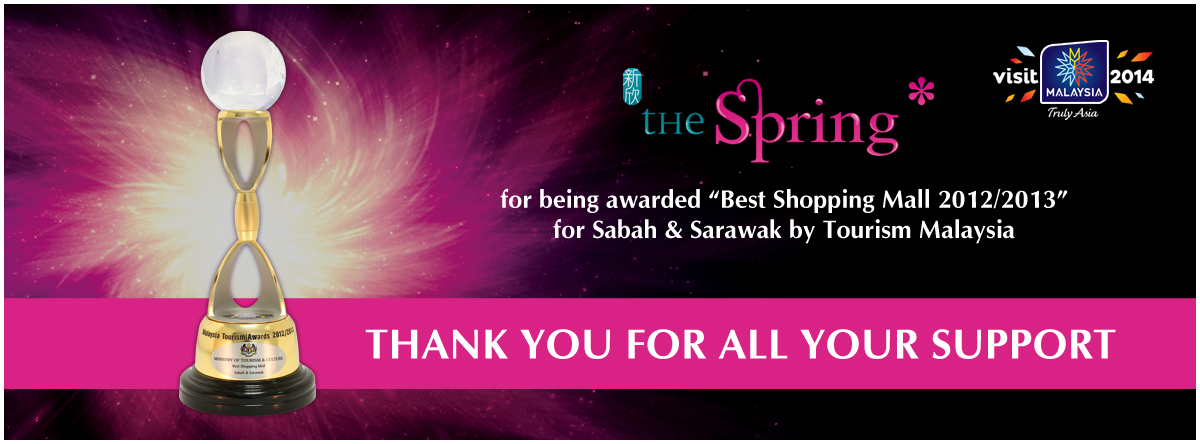 新欣
the Spring*
visit MALAYSIA 2014
Truly Asia
for being awarded “Best Shopping Mall 2012/2013”
for Sabah & Sarawak by Tourism Malaysia
THANK YOU FOR ALL YOUR SUPPORT
Malaysia Tourism Awards 2012/2013
MINISTRY OF TOURISM & CULTURE
Best Shopping Mall
Sabah & Sarawak